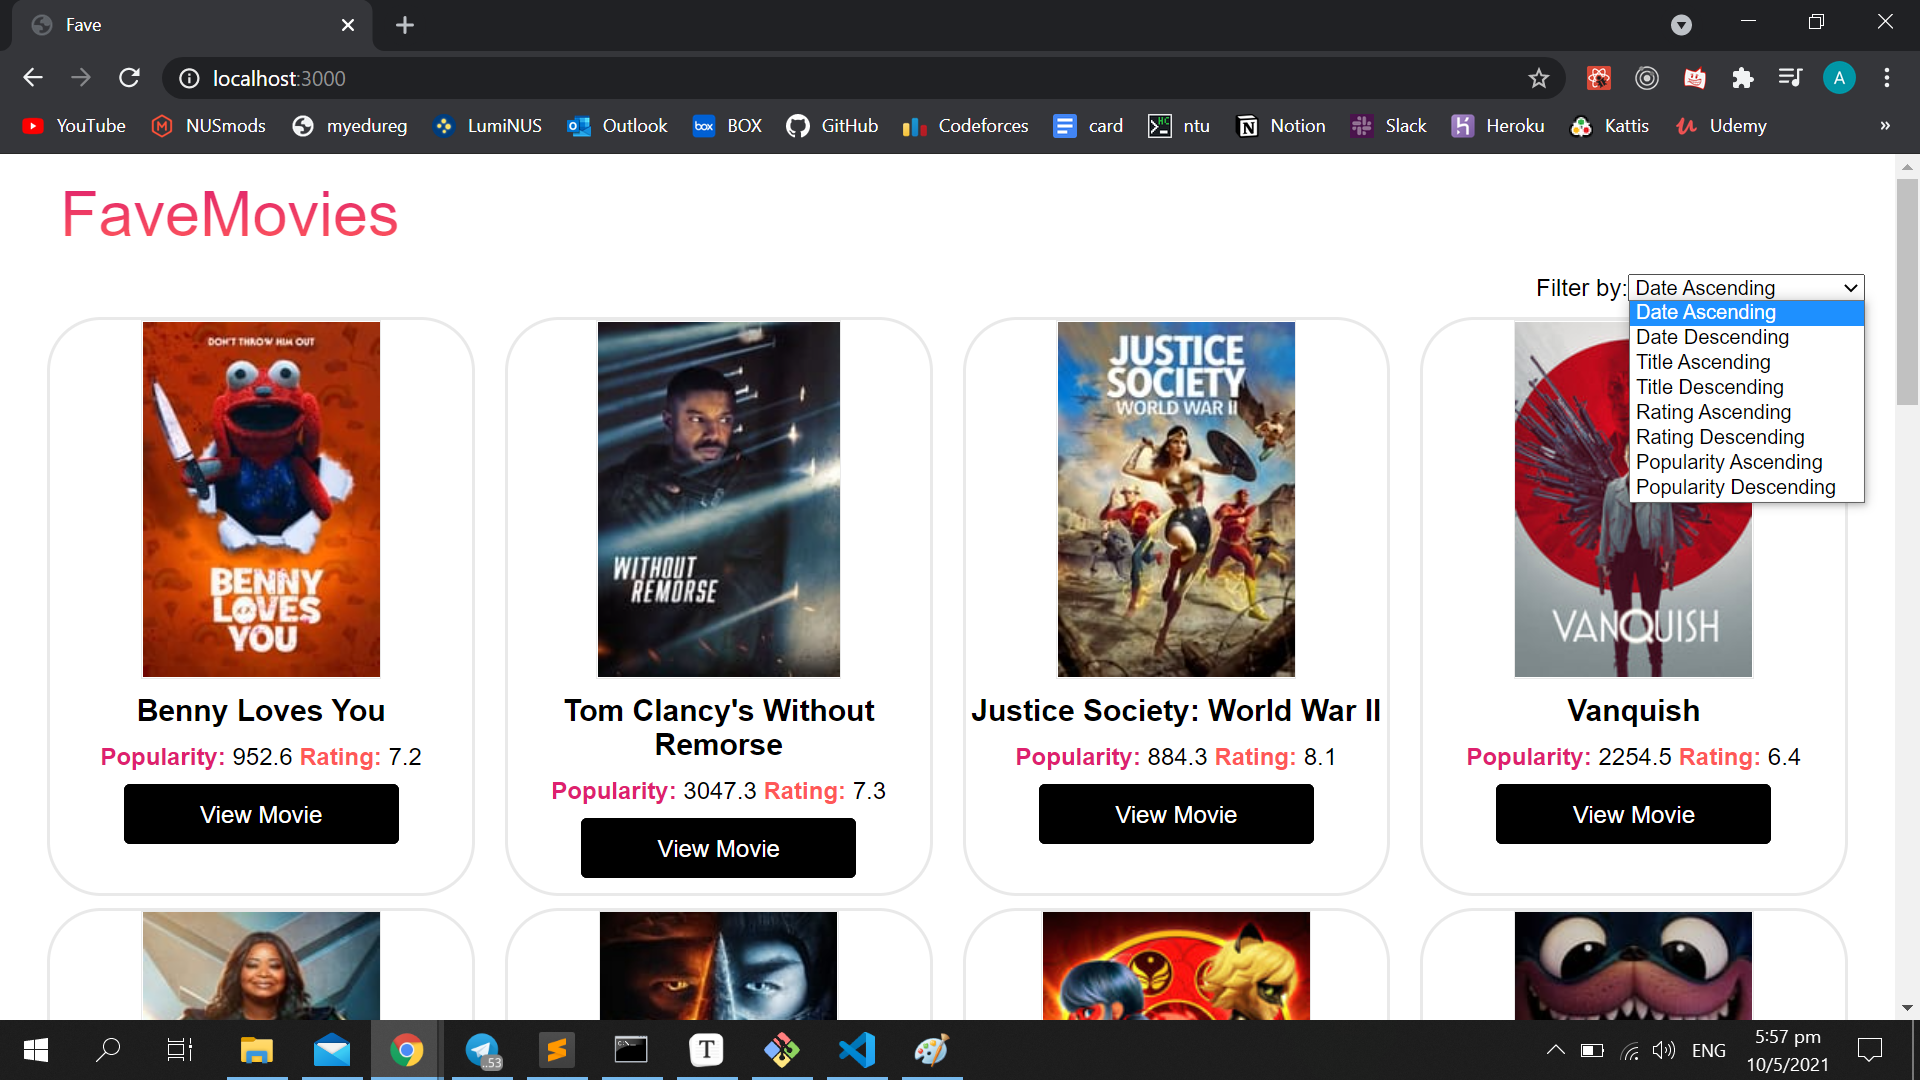 Fave
localhost:3000
A
YouTube
NUSmods
myedureg
LumiNUS
Outlook
box
BOX
GitHub
Codeforces
card
HC
ntu
Notion
Slack
Heroku
Kattis
Udemy
»
FaveMovies
Filter by: Date Ascending
Date Ascending
Date Descending
Title Ascending
Title Descending
Rating Ascending
Rating Descending
Popularity Ascending
Popularity Descending
DON'T THROW HIM OUT
BENNY
LOVES
YOU
WITHOUT
REMORSE
JUSTICE
SOCIETY
WORLD WAR II
VANQUISH
Benny Loves You
Popularity: 952.6 Rating: 7.2
View Movie
Tom Clancy's Without
Remorse
Popularity: 3047.3 Rating: 7.3
View Movie
Justice Society: World War II
Popularity: 884.3 Rating: 8.1
View Movie
Vanquish
Popularity: 2254.5 Rating: 6.4
View Movie
..53
T
ENG
5:57 pm
10/5/2021